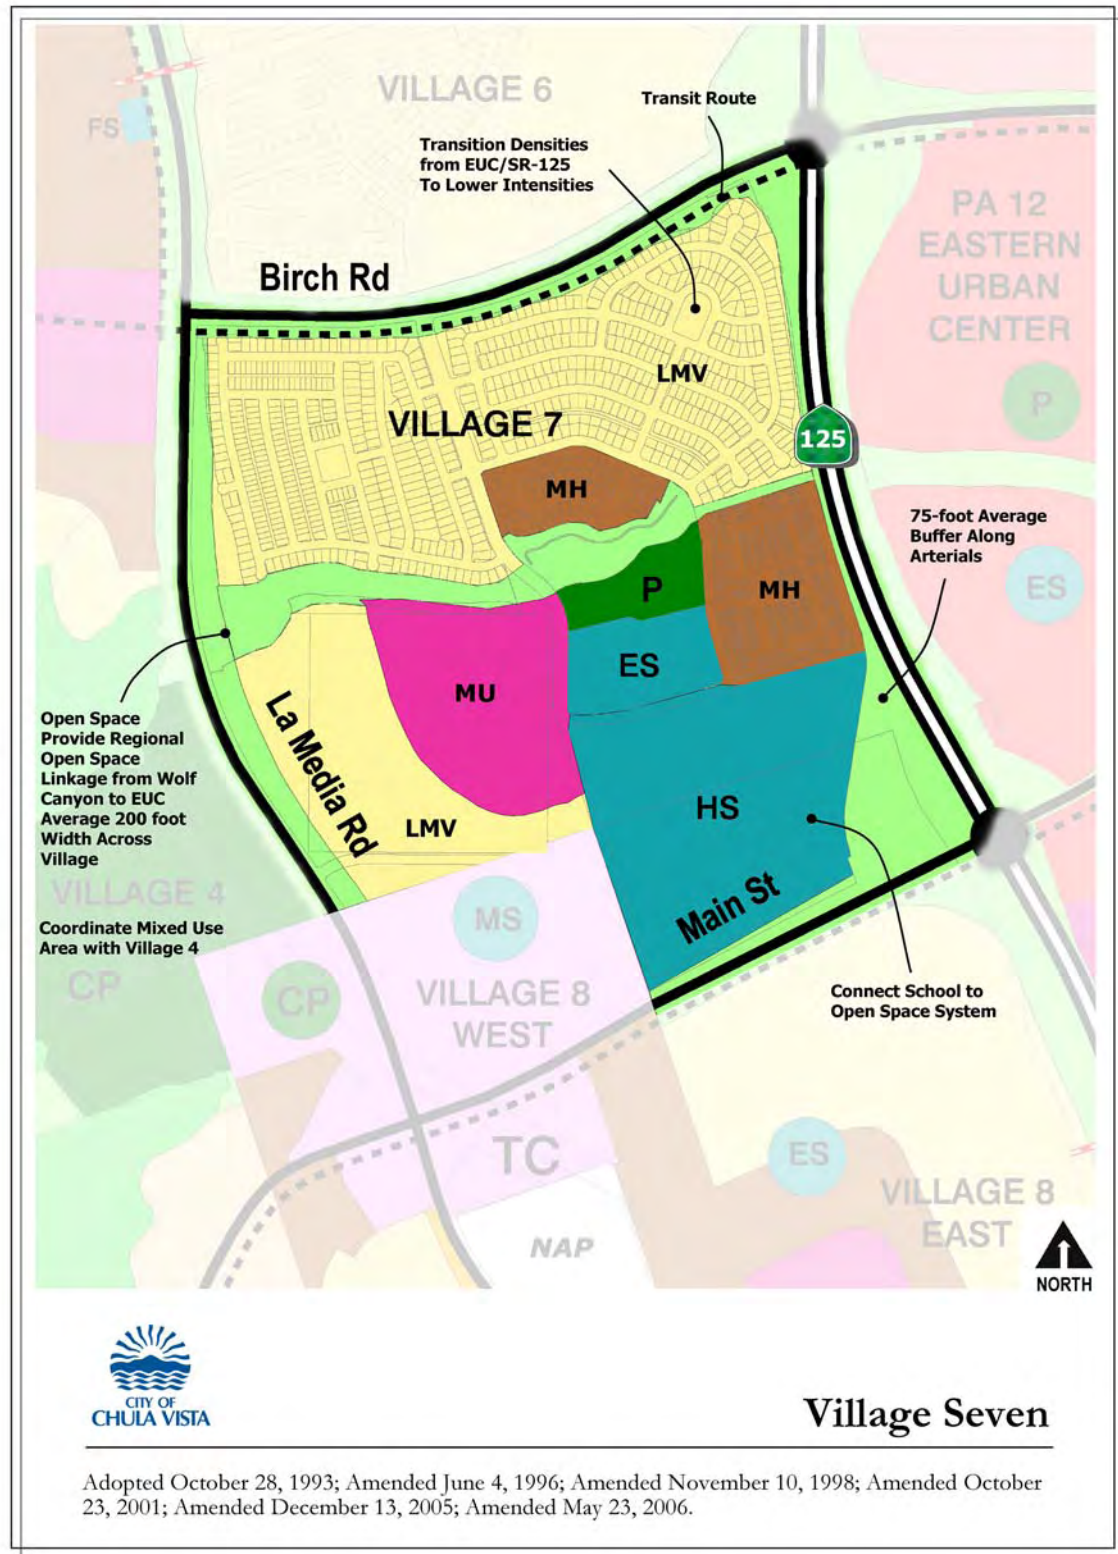 VILLAGE 6
Transit Route
FS
Transition Densities
from EUC/SR-125
To Lower Intensities
PA 12
EASTERN
URBAN
CENTER
Birch Rd
P
LMV
VILLAGE 7
125
MH
75-foot Average
Buffer Along
Arterials
P
MH
ES
ES
MU
La Media Rd
Open Space
Provide Regional
Open Space
Linkage from Wolf
Canyon to EUC
Average 200 foot
Width Across
Village
HS
LMV
VILLAGE 4
Main St
MS
Coordinate Mixed Use
Area with Village 4
CP
CP
VILLAGE 8
WEST
Connect School to
Open Space System
TC
ES
VILLAGE 8
EAST
NAP
NORTH
CITY OF
CHULA VISTA
Village Seven
Adopted October 28, 1993; Amended June 4, 1996; Amended November 10, 1998; Amended October
23, 2001; Amended December 13, 2005; Amended May 23, 2006.